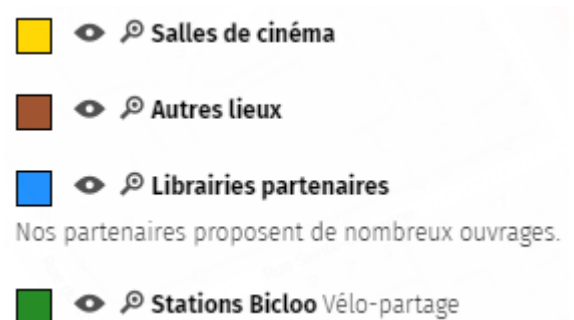 Salles de cinéma
Autres lieux
Librairies partenaires
Nos partenaires proposent de nombreux ouvrages.
Stations Bicloo Vélo-partage